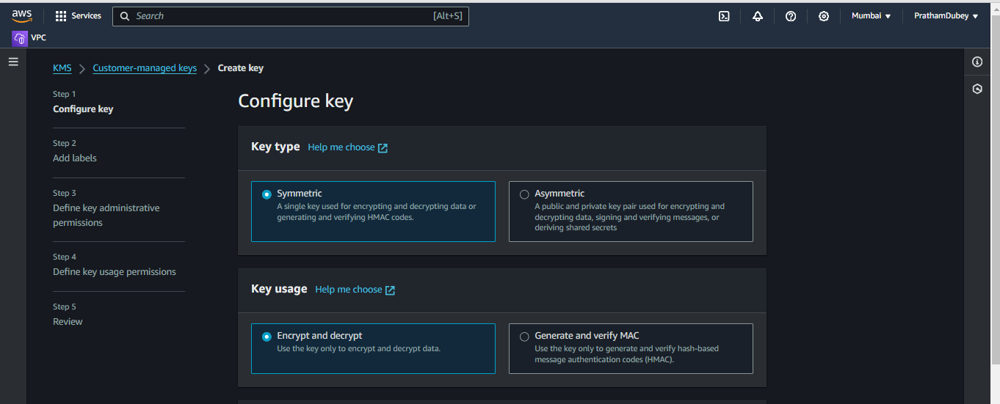 aws Services Search [Alt+S] Mumbai PrathamDubey
VPC
KMS Customer-managed keys Create key
Step 1
Configure key
Step 2
Add labels
Step 3
Define key administrative
permissions
Step 4
Define key usage permissions
Step 5
Review
Configure key
Key type Help me choose
Symmetric
A single key used for encrypting and decrypting data or
generating and verifying HMAC codes.
Asymmetric
A public and private key pair used for encrypting and
decrypting data, signing and verifying messages, or
deriving shared secrets
Key usage Help me choose
Encrypt and decrypt
Use the key only to encrypt and decrypt data.
Generate and verify MAC
Use the key only to generate and verify hash-based
message authentication codes (HMAC).